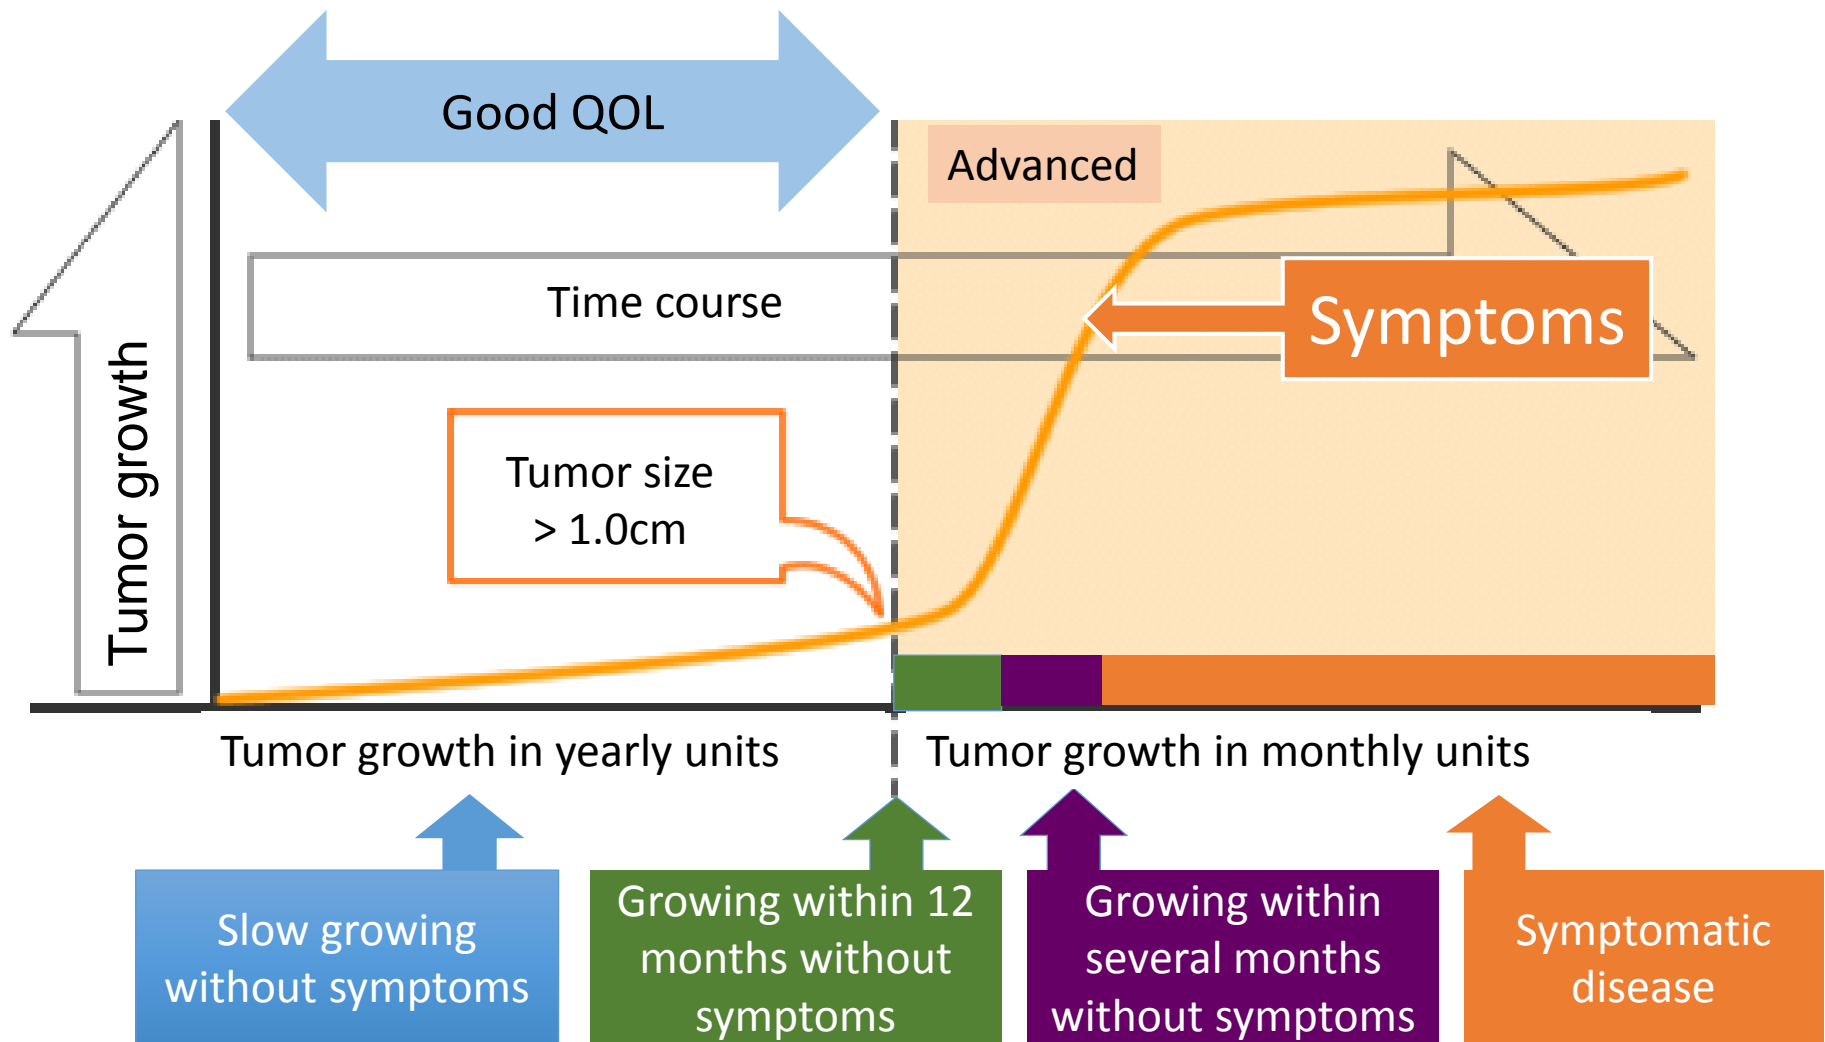 Good QOL
Advanced
Time course
Symptoms
Tumor growth
Tumor size
> 1.0cm
Tumor growth in yearly units
Tumor growth in monthly units
Slow growing
without symptoms
Growing within 12
months without
symptoms
Growing within
several months
without symptoms
Symptomatic
disease